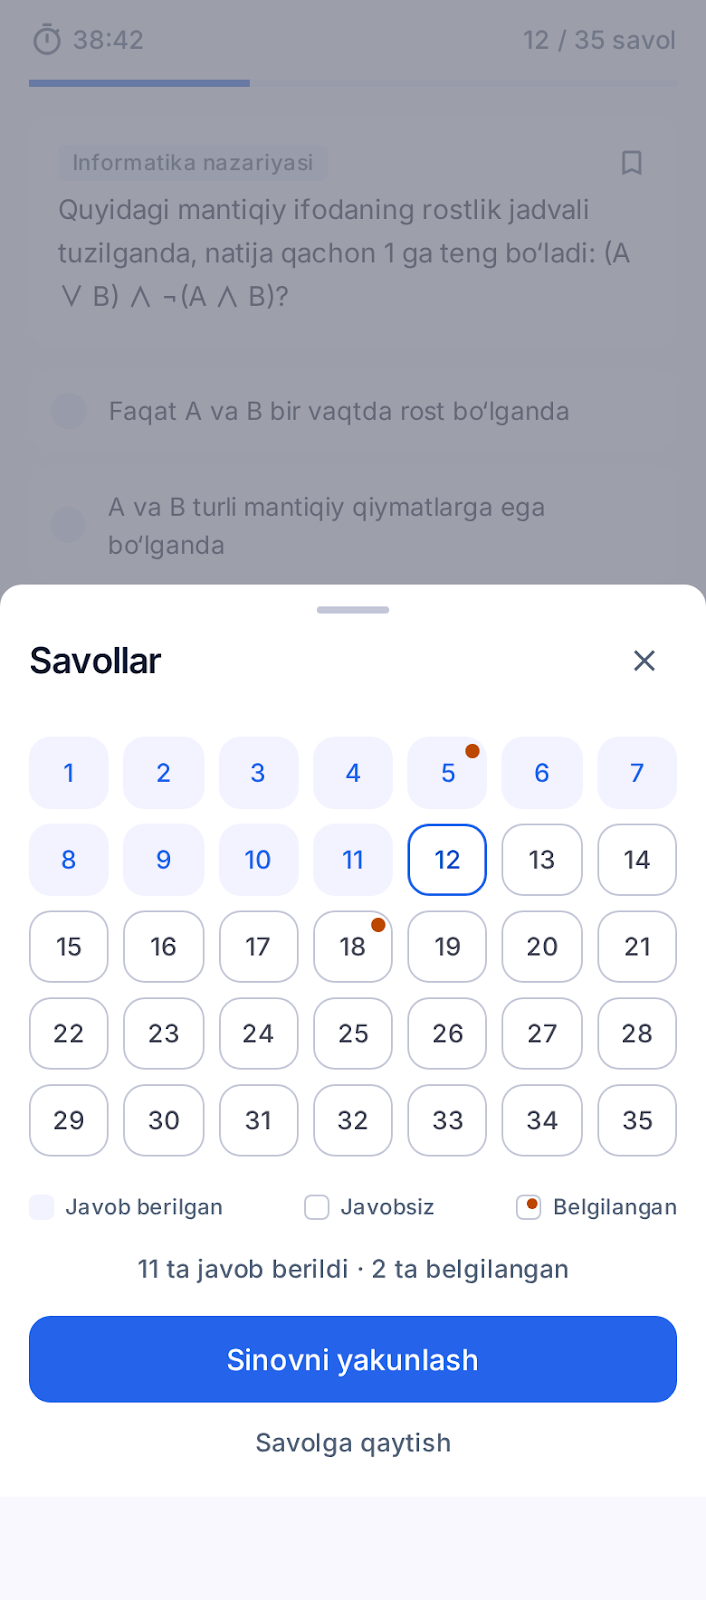 38:42
12 / 35 savol
Informatika nazariyasi
Quyidagi mantiqiy ifodaning rostlik jadvali
tuzilganda, natija qachon 1 ga teng bo‘ladi: (A
∨ B) ∧ ¬(A ∧ B)?
Faqat A va B bir vaqtda rost bo‘lganda
A va B turli mantiqiy qiymatlarga ega
bo‘lganda
Savollar
1 2 3 4 5 6 7
8 9 10 11 12 13 14
15 16 17 18 19 20 21
22 23 24 25 26 27 28
29 30 31 32 33 34 35
Javob berilgan
Javobsiz
Belgilangan
11 ta javob berildi · 2 ta belgilangan
Sinovni yakunlash
Savolga qaytish